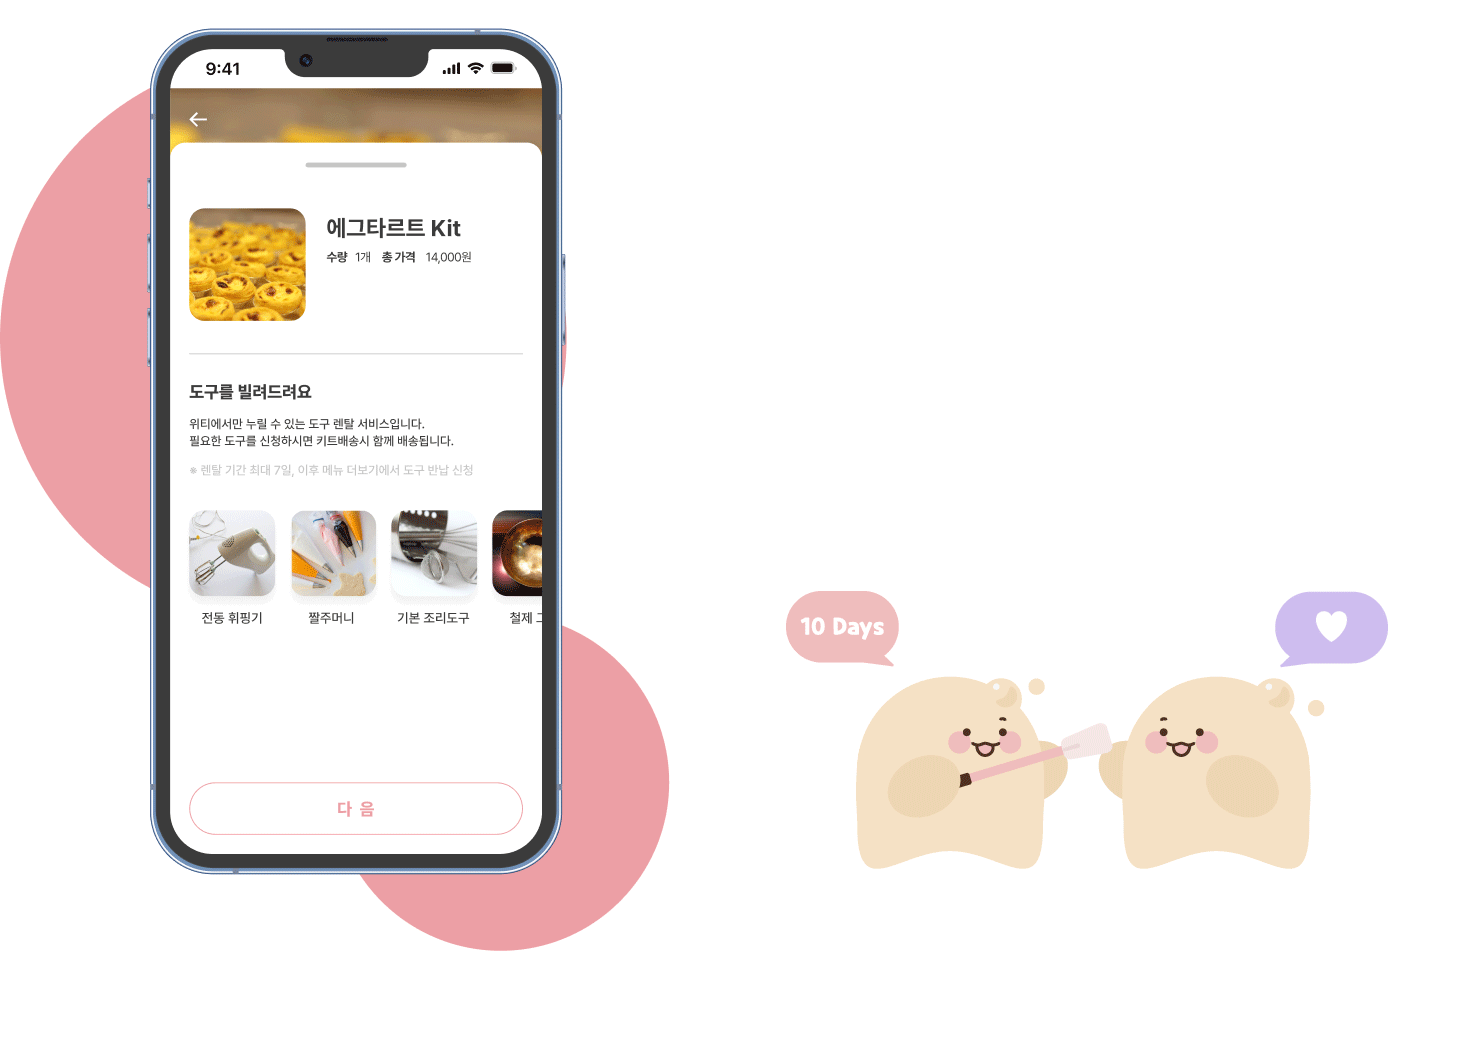 9:41
에그타르트 Kit
수량 1개 총 가격 14,000원
도구를 빌려드려요
위티에서만 누릴 수 있는 도구 렌탈 서비스입니다.
필요한 도구를 신청하시면 키트배송시 함께 배송됩니다.
※ 렌탈 기간 최대 7일, 이후 메뉴 더보기에서 도구 반납 신청
전동 휘핑기 짤주머니 기본 조리도구 철제
다 음
10 Days